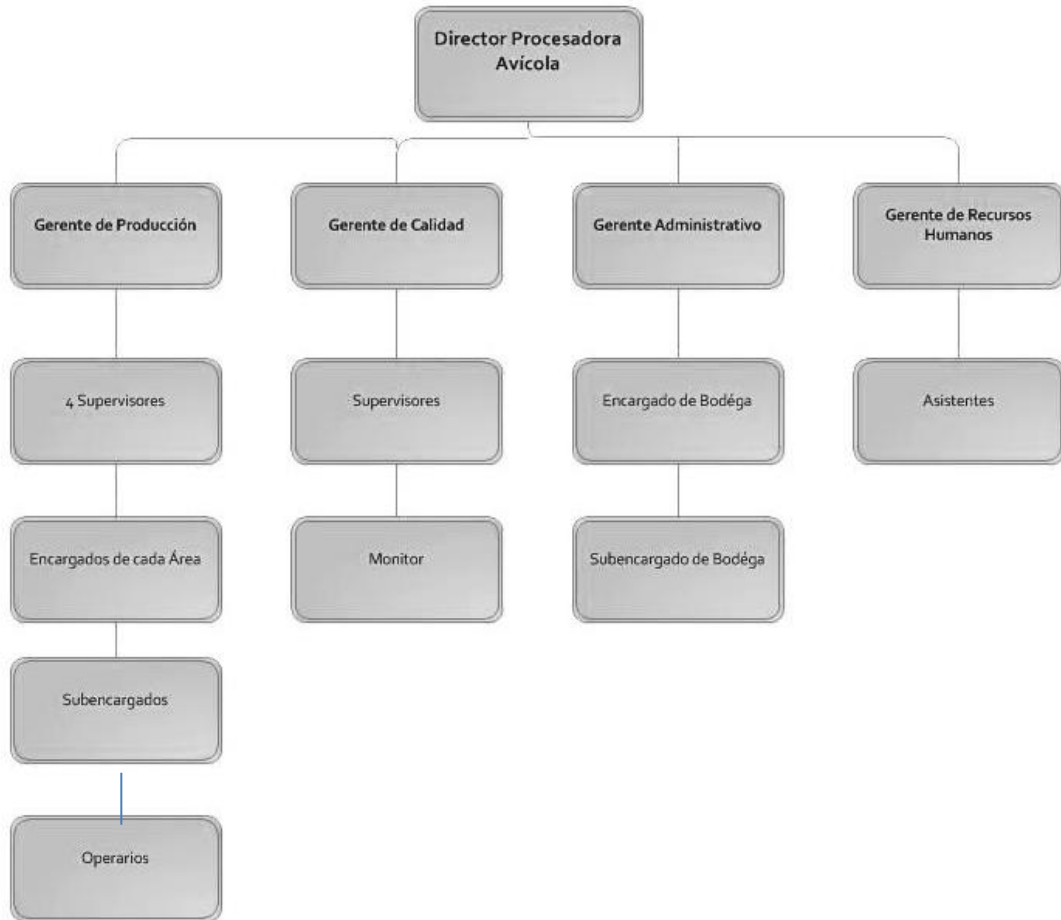 Director Procesadora
Avícola
Gerente de Producción
Gerente de Calidad
Gerente Administrativo
Gerente de Recursos
Humanos
4 Supervisores
Supervisores
Encargado de Bodéga
Asistentes
Encargados de cada Área
Monitor
Subencargado de Bodéga
Subencargados
Operarios